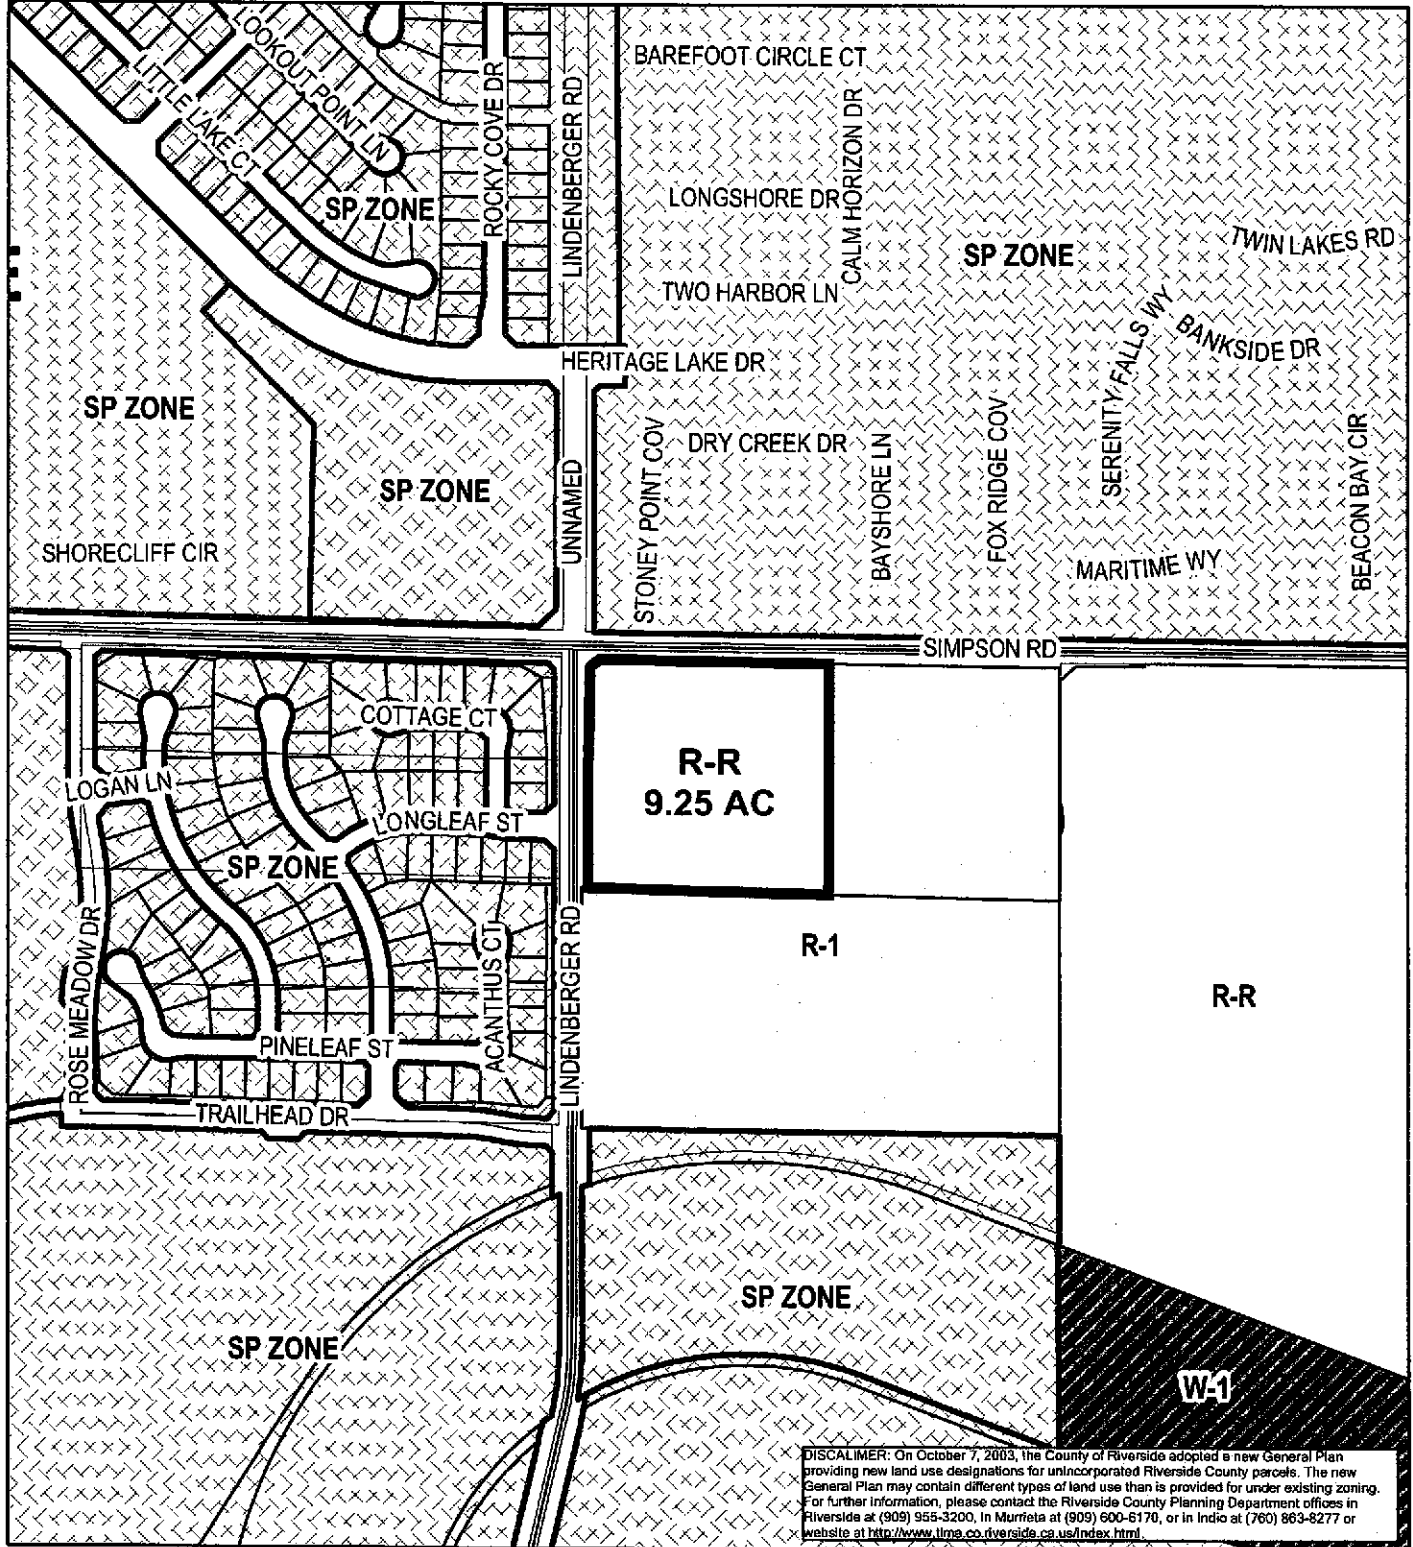 LOOKOUT POINT LN
LITTLE LAKE CT
ROCKY COVE DR
LINDENBERGER RD
BAREFOOT CIRCLE CT
CALM HORIZON DR
LONGSHORE DR
SP ZONE
SP ZONE
TWIN LAKES RD
TWO HARBOR LN
SERENITY FALLS WY
BANKSIDE DR
HERITAGE LAKE DR
SP ZONE
STONEY POINT COV
DRY CREEK DR
BAYSHORE LN
FOX RIDGE COV
BEACON BAY CIR
SP ZONE
UNNAMED
SHORECLIFF CIR
MARITIME WY
SIMPSON RD
COTTAGE CT
R-R
9.25 AC
LOGAN LN
LONGLEAF ST
SP ZONE
ROSE MEADOW DR
ACANTHUS CT
LINDENBERGER RD
R-1
R-R
PINELEAF ST
TRAILHEAD DR
SP ZONE
SP ZONE
W-1
DISCALIMER: On October 7, 2003, the County of Riverside adopted a new General Plan
providing new land use designations for unincorporated Riverside County parcels. The new
General Plan may contain different types of land use than is provided for under existing zoning.
For further information, please contact the Riverside County Planning Department offices in
Riverside at (909) 955-3200, in Murrieta at (909) 600-6170, or in Indio at (760) 863-8277 or
website at http://www.tlma.co.riverside.ca.us/index.html.